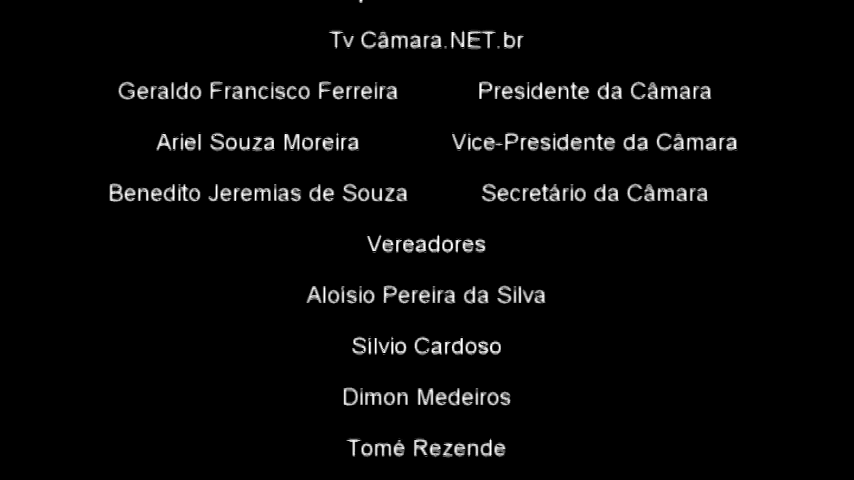 Tv Câmara.NET.br
Geraldo Francisco Ferreira Presidente da Câmara
Ariel Souza Moreira Vice-Presidente da Câmara
Benedito Jeremias de Souza Secretário da Câmara
Vereadores
Aloísio Pereira da Silva
Sílvio Cardoso
Dimon Medeiros
Tomé Rezende